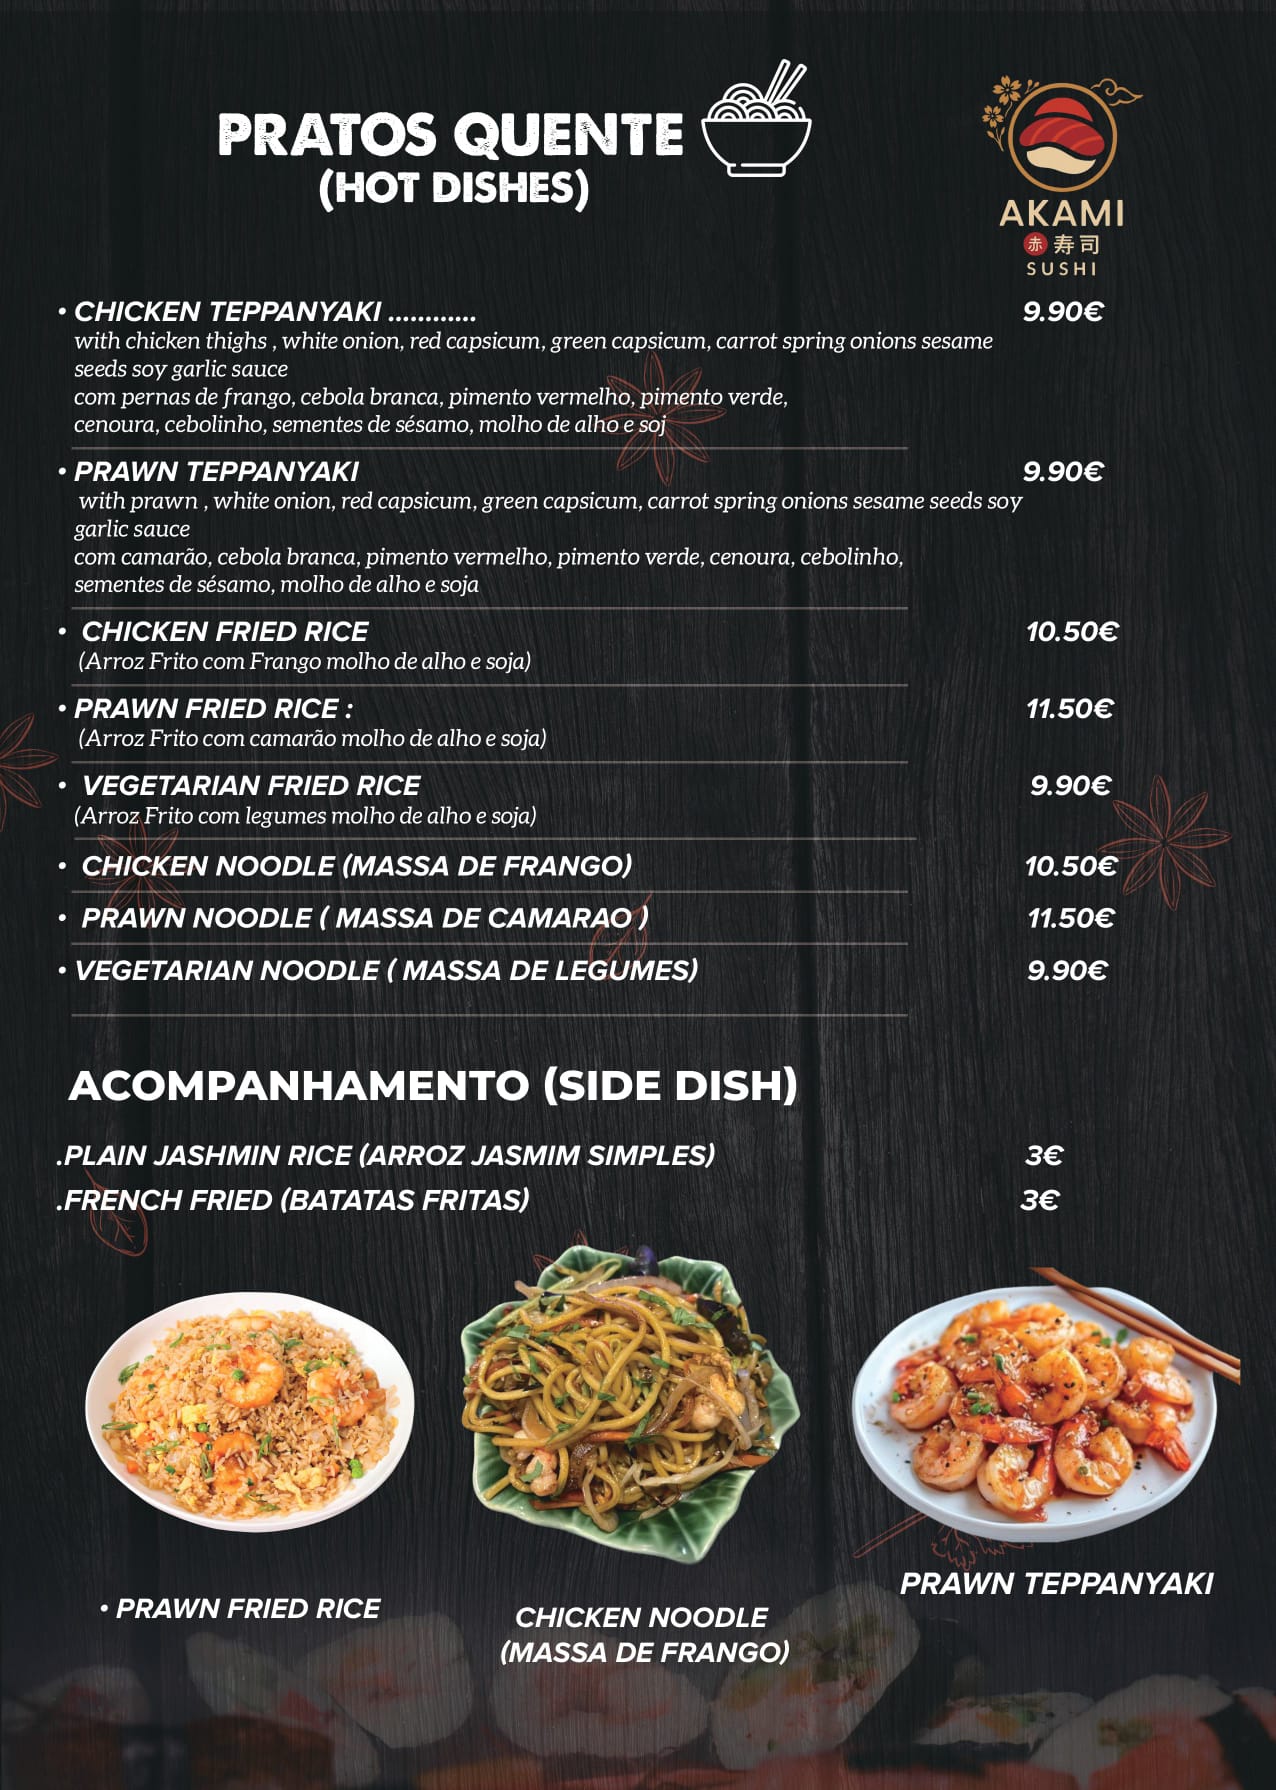 PRATOS QUENTE
(HOT DISHES)
AKAMI
赤 寿司
SUSHI
• CHICKEN TEPPANYAKI ............ 9.90€
with chicken thighs , white onion, red capsicum, green capsicum, carrot spring onions sesame
seeds soy garlic sauce
com pernas de frango, cebola branca, pimento vermelho, pimento verde,
cenoura, cebolinho, sementes de sésamo, molho de alho e soj
• PRAWN TEPPANYAKI 9.90€
with prawn , white onion, red capsicum, green capsicum, carrot spring onions sesame seeds soy
garlic sauce
com camarão, cebola branca, pimento vermelho, pimento verde, cenoura, cebolinho,
sementes de sésamo, molho de alho e soja
• CHICKEN FRIED RICE 10.50€
(Arroz Frito com Frango molho de alho e soja)
• PRAWN FRIED RICE : 11.50€
(Arroz Frito com camarão molho de alho e soja)
• VEGETARIAN FRIED RICE 9.90€
(Arroz Frito com legumes molho de alho e soja)
• CHICKEN NOODLE (MASSA DE FRANGO) 10.50€
• PRAWN NOODLE ( MASSA DE CAMARAO ) 11.50€
• VEGETARIAN NOODLE ( MASSA DE LEGUMES) 9.90€
ACOMPANHAMENTO (SIDE DISH)
.PLAIN JASHMIN RICE (ARROZ JASMIM SIMPLES) 3€
.FRENCH FRIED (BATATAS FRITAS) 3€
• PRAWN FRIED RICE
CHICKEN NOODLE
(MASSA DE FRANGO)
PRAWN TEPPANYAKI